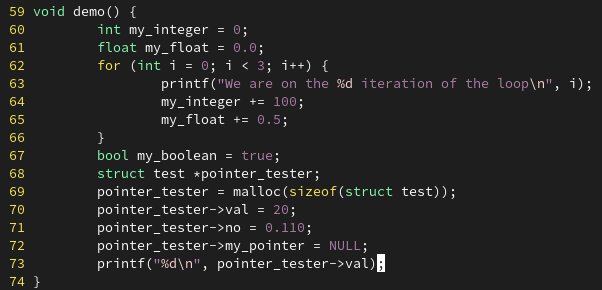 59 void demo() {
60         int my_integer = 0;
61         float my_float = 0.0;
62         for (int i = 0; i < 3; i++) {
63                 printf("We are on the %d iteration of the loop\n", i);
64                 my_integer += 100;
65                 my_float += 0.5;
66         }
67         bool my_boolean = true;
68         struct test *pointer_tester;
69         pointer_tester = malloc(sizeof(struct test));
70         pointer_tester->val = 20;
71         pointer_tester->no = 0.110;
72         pointer_tester->my_pointer = NULL;
73         printf("%d\n", pointer_tester->val);
74 }